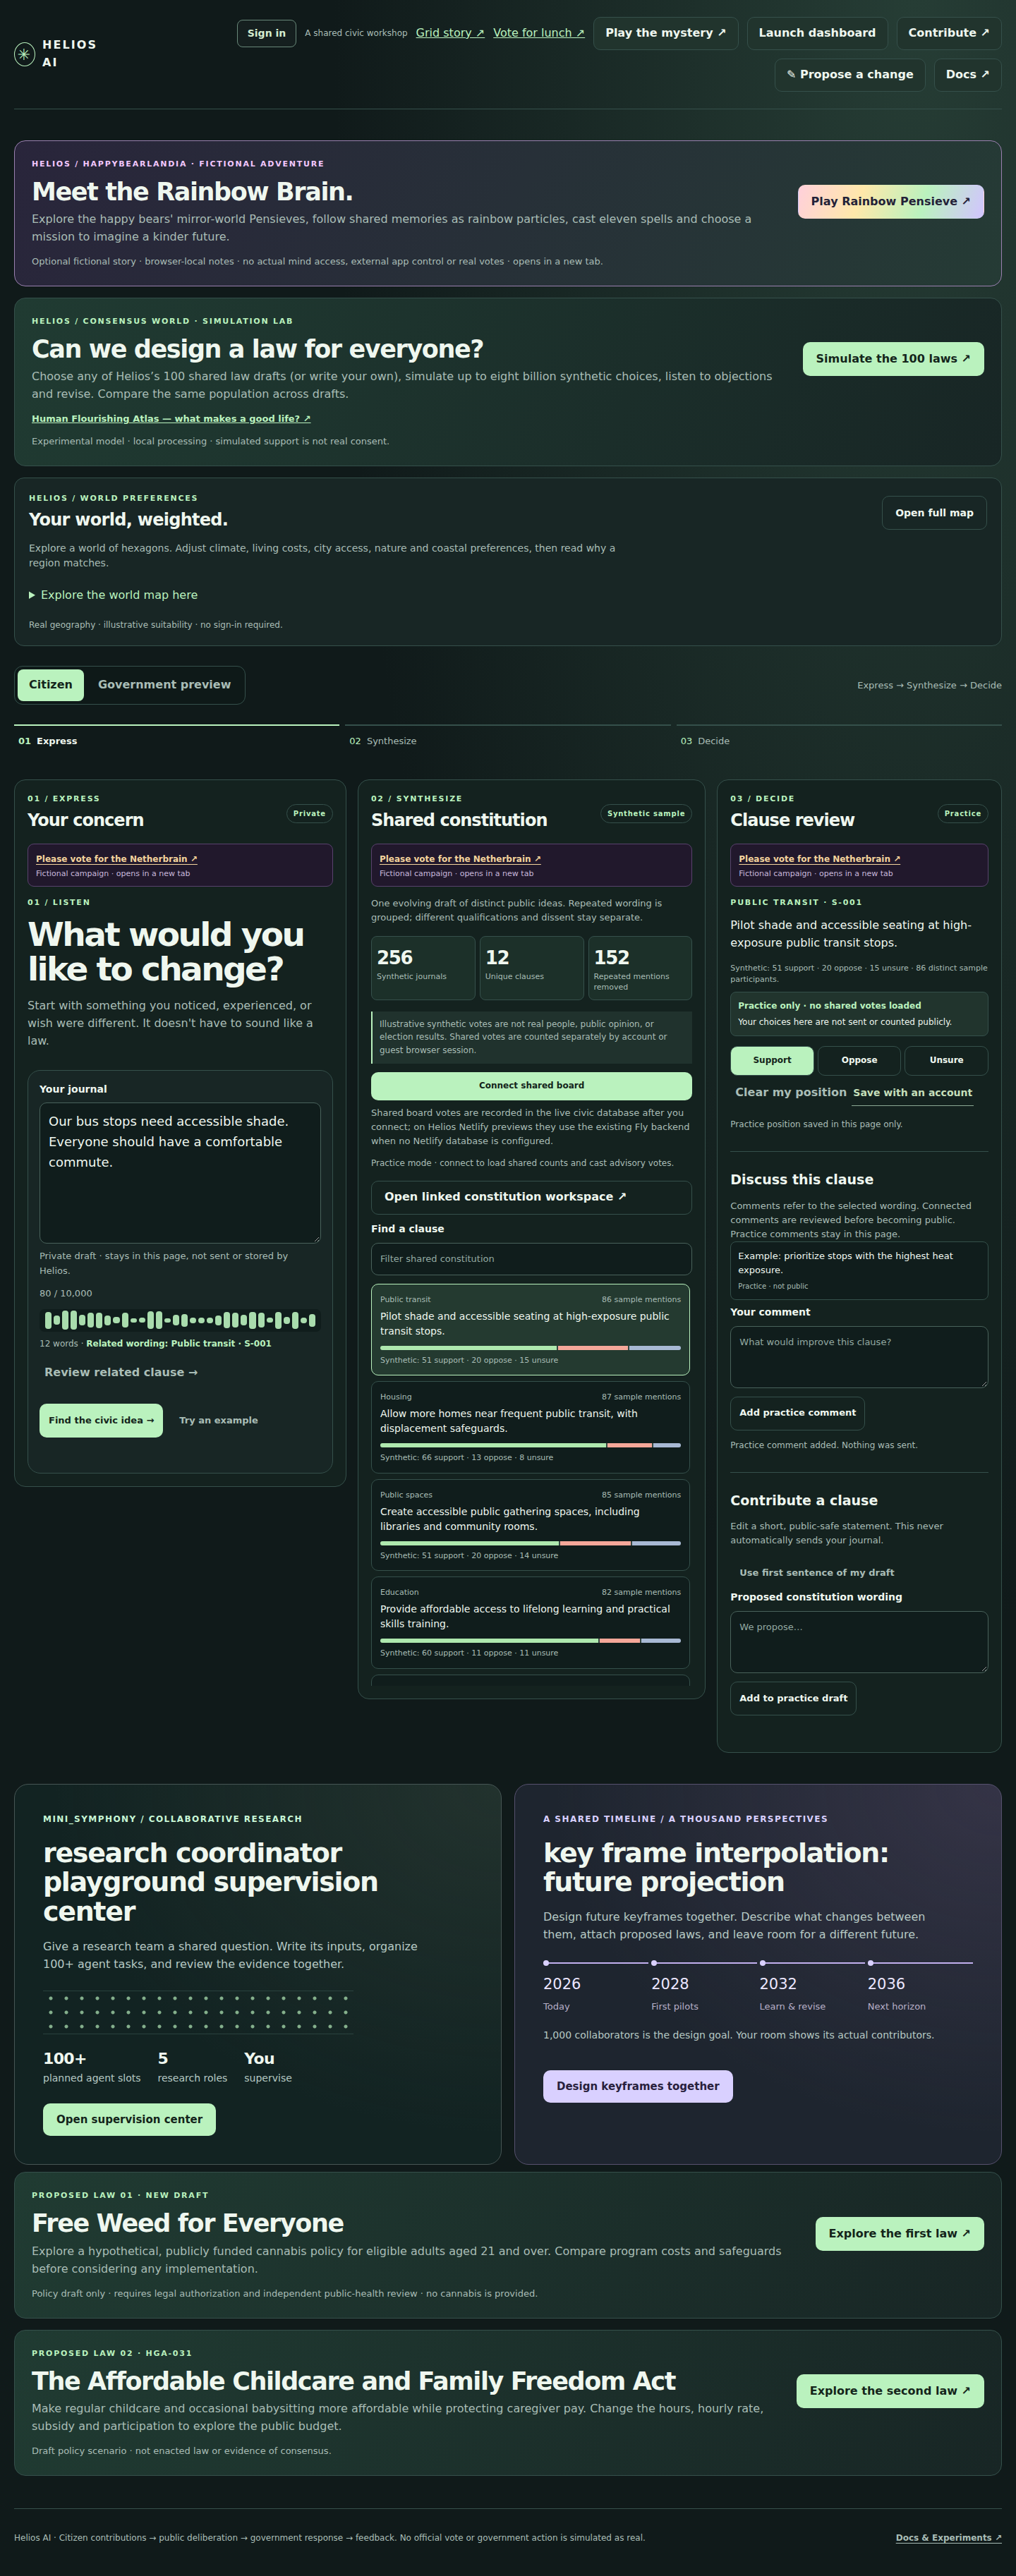 HELIOS
AI
Sign in
A shared civic workshop
Grid story ↗
Vote for lunch ↗
Play the mystery ↗
Launch dashboard
Contribute ↗
✎ Propose a change
Docs ↗
HELIOS / HAPPYBEARLANDIA · FICTIONAL ADVENTURE
Meet the Rainbow Brain.
Explore the happy bears' mirror-world Pensieves, follow shared memories as rainbow particles, cast eleven spells and choose a
mission to imagine a kinder future.
Optional fictional story · browser-local notes · no actual mind access, external app control or real votes · opens in a new tab.
Play Rainbow Pensieve ↗
HELIOS / CONSENSUS WORLD · SIMULATION LAB
Can we design a law for everyone?
Choose any of Helios’s 100 shared law drafts (or write your own), simulate up to eight billion synthetic choices, listen to objections
and revise. Compare the same population across drafts.
Human Flourishing Atlas — what makes a good life? ↗
Experimental model · local processing · simulated support is not real consent.
Simulate the 100 laws ↗
HELIOS / WORLD PREFERENCES
Your world, weighted.
Explore a world of hexagons. Adjust climate, living costs, city access, nature and coastal preferences, then read why a
region matches.
▶ Explore the world map here
Real geography · illustrative suitability · no sign-in required.
Open full map
Citizen
Government preview
Express → Synthesize → Decide
01 Express
02 Synthesize
03 Decide
01 / EXPRESS
Your concern
Private
Please vote for the Netherbrain ↗
Fictional campaign · opens in a new tab
01 / LISTEN
What would you
like to change?
Start with something you noticed, experienced, or
wish were different. It doesn't have to sound like a
law.
Your journal
Our bus stops need accessible shade.
Everyone should have a comfortable
commute.
Private draft · stays in this page, not sent or stored by
Helios.
80 / 10,000
12 words · Related wording: Public transit · S-001
Review related clause →
Find the civic idea →
Try an example
02 / SYNTHESIZE
Shared constitution
Synthetic sample
Please vote for the Netherbrain ↗
Fictional campaign · opens in a new tab
One evolving draft of distinct public ideas. Repeated wording is
grouped; different qualifications and dissent stay separate.
256
Synthetic journals
12
Unique clauses
152
Repeated mentions
removed
Illustrative synthetic votes are not real people, public opinion, or
election results. Shared votes are counted separately by account or
guest browser session.
Connect shared board
Shared board votes are recorded in the live civic database after you
connect; on Helios Netlify previews they use the existing Fly backend
when no Netlify database is configured.
Practice mode · connect to load shared counts and cast advisory votes.
Open linked constitution workspace ↗
Find a clause
Filter shared constitution
Public transit
86 sample mentions
Pilot shade and accessible seating at high-exposure public
transit stops.
Synthetic: 51 support · 20 oppose · 15 unsure
Housing
87 sample mentions
Allow more homes near frequent public transit, with
displacement safeguards.
Synthetic: 66 support · 13 oppose · 8 unsure
Public spaces
85 sample mentions
Create accessible public gathering spaces, including
libraries and community rooms.
Synthetic: 51 support · 20 oppose · 14 unsure
Education
82 sample mentions
Provide affordable access to lifelong learning and practical
skills training.
Synthetic: 60 support · 11 oppose · 11 unsure
03 / DECIDE
Clause review
Practice
Please vote for the Netherbrain ↗
Fictional campaign · opens in a new tab
PUBLIC TRANSIT · S-001
Pilot shade and accessible seating at high-
exposure public transit stops.
Synthetic: 51 support · 20 oppose · 15 unsure · 86 distinct sample
participants.
Practice only · no shared votes loaded
Your choices here are not sent or counted publicly.
Support
Oppose
Unsure
Clear my position
Save with an account
Practice position saved in this page only.
Discuss this clause
Comments refer to the selected wording. Connected
comments are reviewed before becoming public.
Practice comments stay in this page.
Example: prioritize stops with the highest heat
exposure.
Practice · not public
Your comment
What would improve this clause?
Add practice comment
Practice comment added. Nothing was sent.
Contribute a clause
Edit a short, public-safe statement. This never
automatically sends your journal.
Use first sentence of my draft
Proposed constitution wording
We propose...
Add to practice draft
MINI_SYMPHONY / COLLABORATIVE RESEARCH
research coordinator
playground supervision
center
Give a research team a shared question. Write its inputs, organize
100+ agent tasks, and review the evidence together.
100+
planned agent slots
5
research roles
You
supervise
Open supervision center
A SHARED TIMELINE / A THOUSAND PERSPECTIVES
key frame interpolation:
future projection
Design future keyframes together. Describe what changes between
them, attach proposed laws, and leave room for a different future.
2026
Today
2028
First pilots
2032
Learn & revise
2036
Next horizon
1,000 collaborators is the design goal. Your room shows its actual contributors.
Design keyframes together
PROPOSED LAW 01 · NEW DRAFT
Free Weed for Everyone
Explore a hypothetical, publicly funded cannabis policy for eligible adults aged 21 and over. Compare program costs and safeguards
before considering any implementation.
Policy draft only · requires legal authorization and independent public-health review · no cannabis is provided.
Explore the first law ↗
PROPOSED LAW 02 · HGA-031
The Affordable Childcare and Family Freedom Act
Make regular childcare and occasional babysitting more affordable while protecting caregiver pay. Change the hours, hourly rate,
subsidy and participation to explore the public budget.
Draft policy scenario · not enacted law or evidence of consensus.
Explore the second law ↗
Helios AI · Citizen contributions → public deliberation → government response → feedback. No official vote or government action is simulated as real.
Docs & Experiments ↗